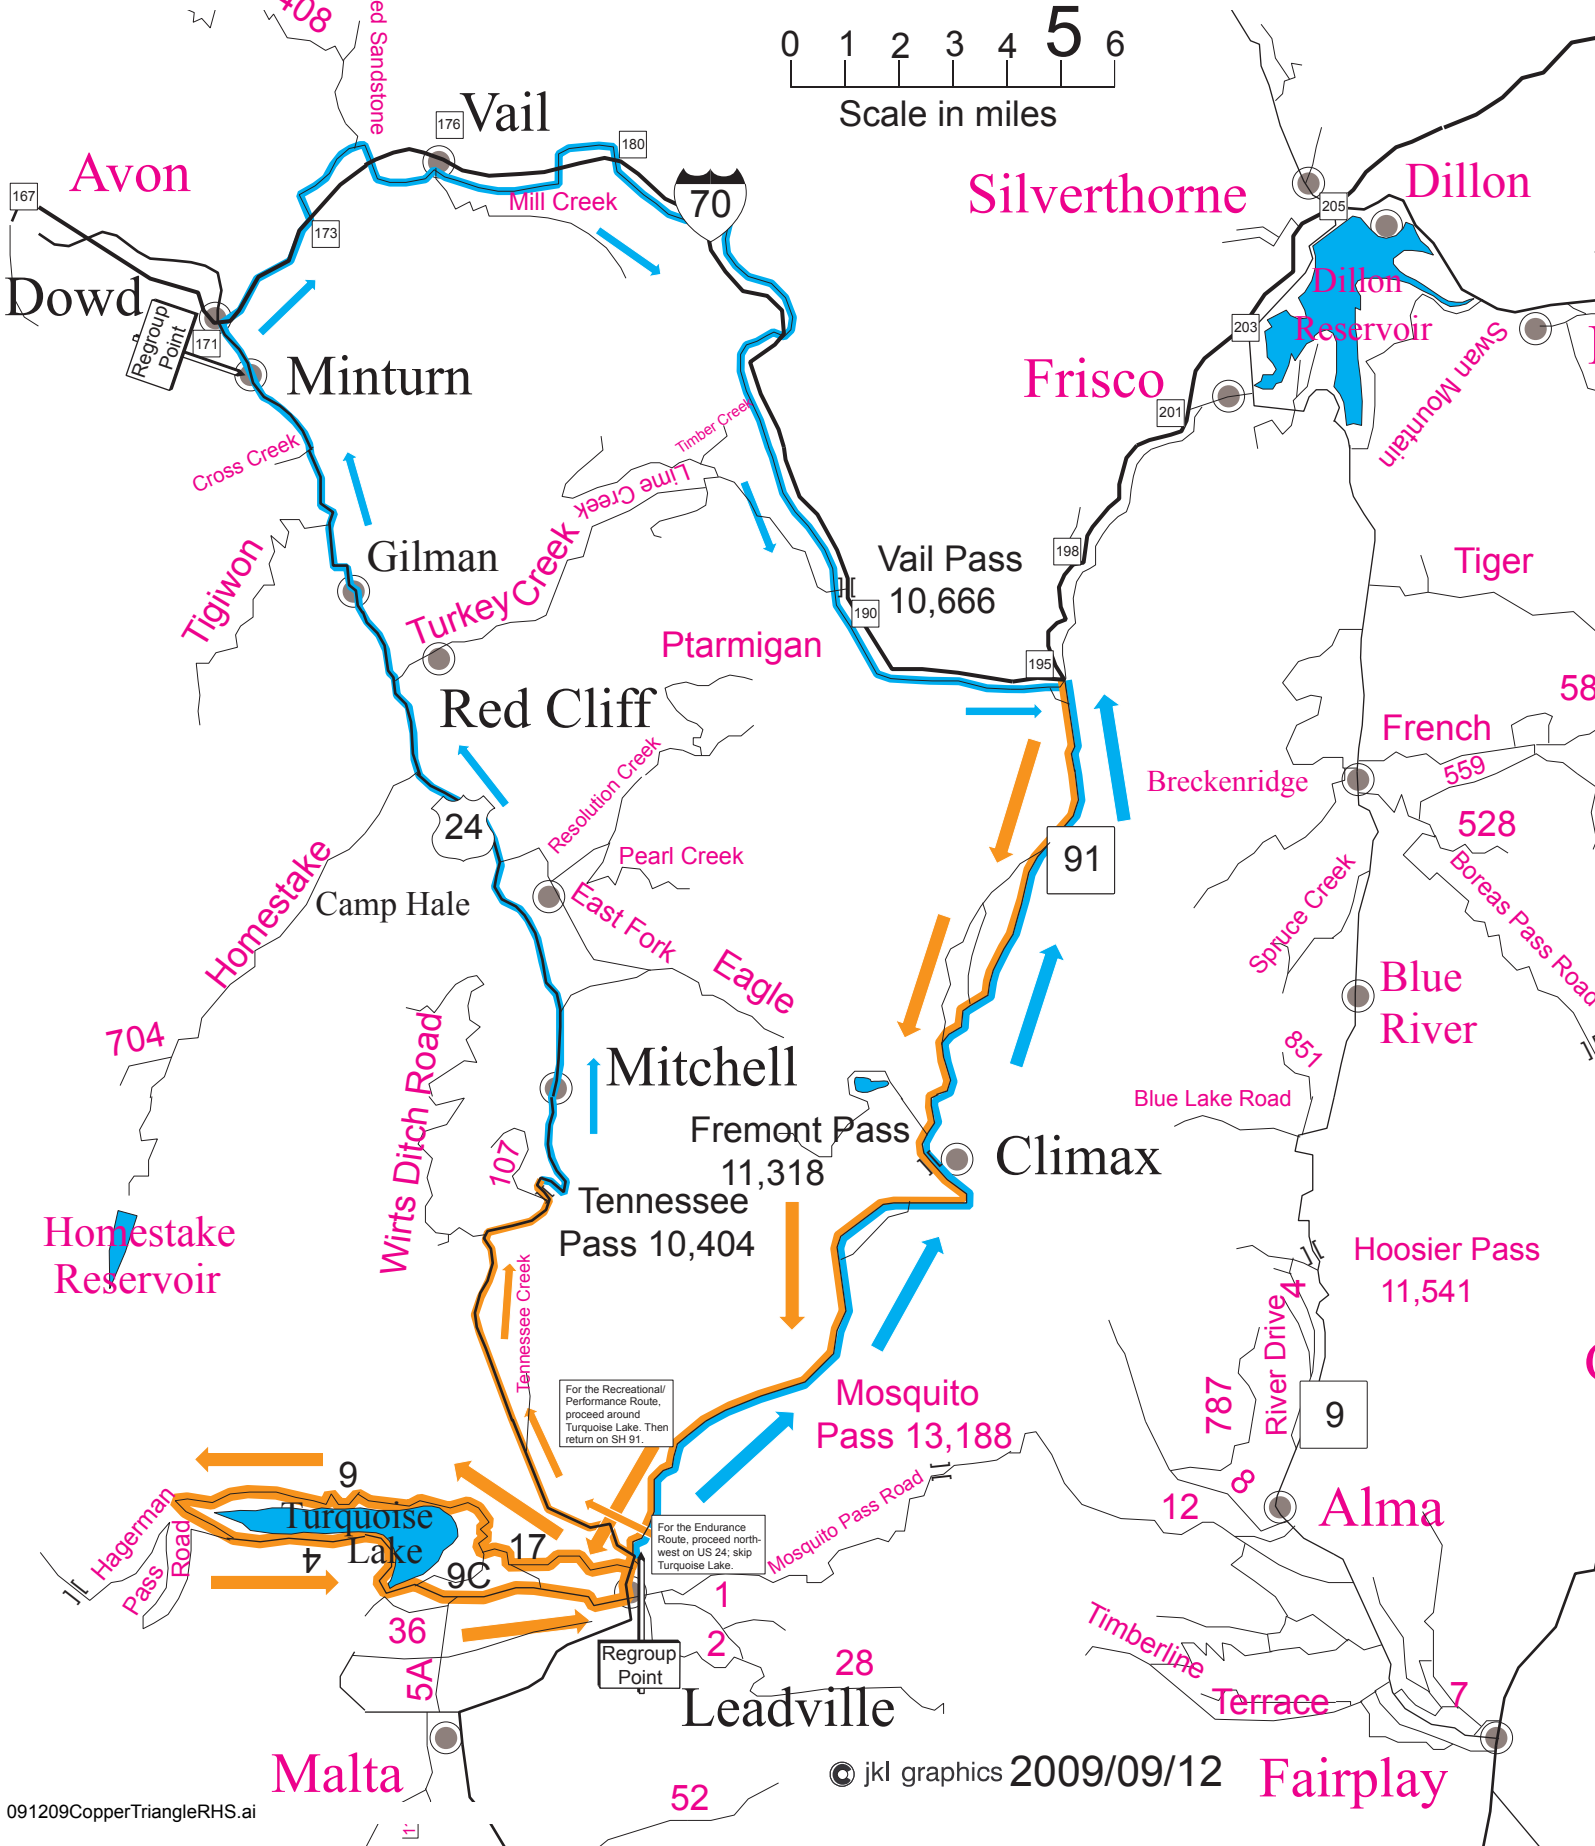 408
ed Sandstone
0 1 2 3 4 5 6
Scale in miles
Vail
176
180
Avon
167
Mill Creek
70
173
Silverthorne
Dillon
205
Dillon
Reservoir
203
Swan Mountain
Dowd
Regroup
Point
171
Minturn
Frisco
201
Cross Creek
Timber Creek
Lime Creek
Tigiwon
Gilman
Turkey Creek
Vail Pass
10,666
190
198
Tiger
Ptarmigan
195
Red Cliff
58
French
559
Breckenridge
528
Resolution Creek
24
Pearl Creek
91
Homestake
Camp Hale
East Fork
Eagle
Spruce Creek
Boreas Pass Road
Blue
River
704
Wirts Ditch Road
Mitchell
851
Blue Lake Road
Fremont Pass
11,318
Climax
107
Tennessee
Pass 10,404
Homestake
Reservoir
Tennessee Creek
Hoosier Pass
11,541
4
River Drive
787
9
For the Recreational/
Performance Route,
proceed around
Turquoise Lake. Then
return on SH 91.
Mosquito
Pass 13,188
9
Hagerman
Pass
Road
Turquoise
Lake
4
9C
17
For the Endurance
Route, proceed north-
west on US 24; skip
Turquoise Lake.
Mosquito Pass Road
12
8
Alma
1
2
36
5A
Regroup
Point
28
Leadville
Timberline
Terrace
7
Malta
© jkl graphics 2009/09/12
Fairplay
52
091209CopperTriangleRHS.ai